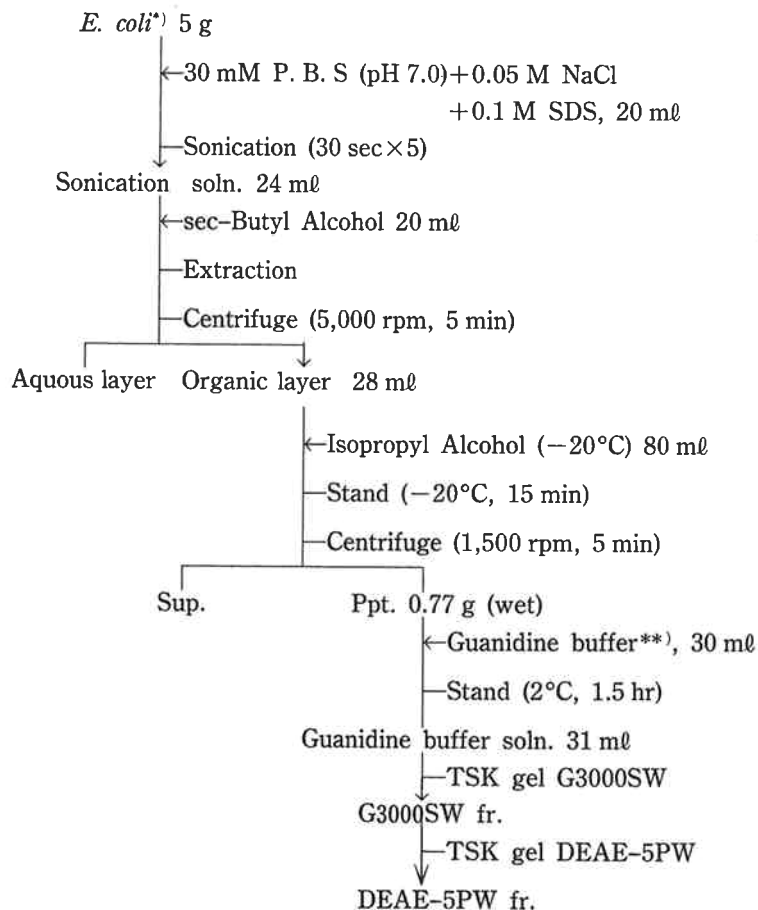 E. coli*) 5 g
30 mM P. B. S (pH 7.0)+0.05 M NaCl
+0.1 M SDS, 20 mℓ
Sonication (30 sec×5)
Sonication soln. 24 mℓ
sec-Butyl Alcohol 20 mℓ
Extraction
Centrifuge (5,000 rpm, 5 min)
Aquous layer Organic layer 28 mℓ
Isopropyl Alcohol (−20°C) 80 mℓ
Stand (−20°C, 15 min)
Centrifuge (1,500 rpm, 5 min)
Sup. Ppt. 0.77 g (wet)
Guanidine buffer**), 30 mℓ
Stand (2°C, 1.5 hr)
Guanidine buffer soln. 31 mℓ
TSK gel G3000SW
G3000SW fr.
TSK gel DEAE-5PW
DEAE-5PW fr.